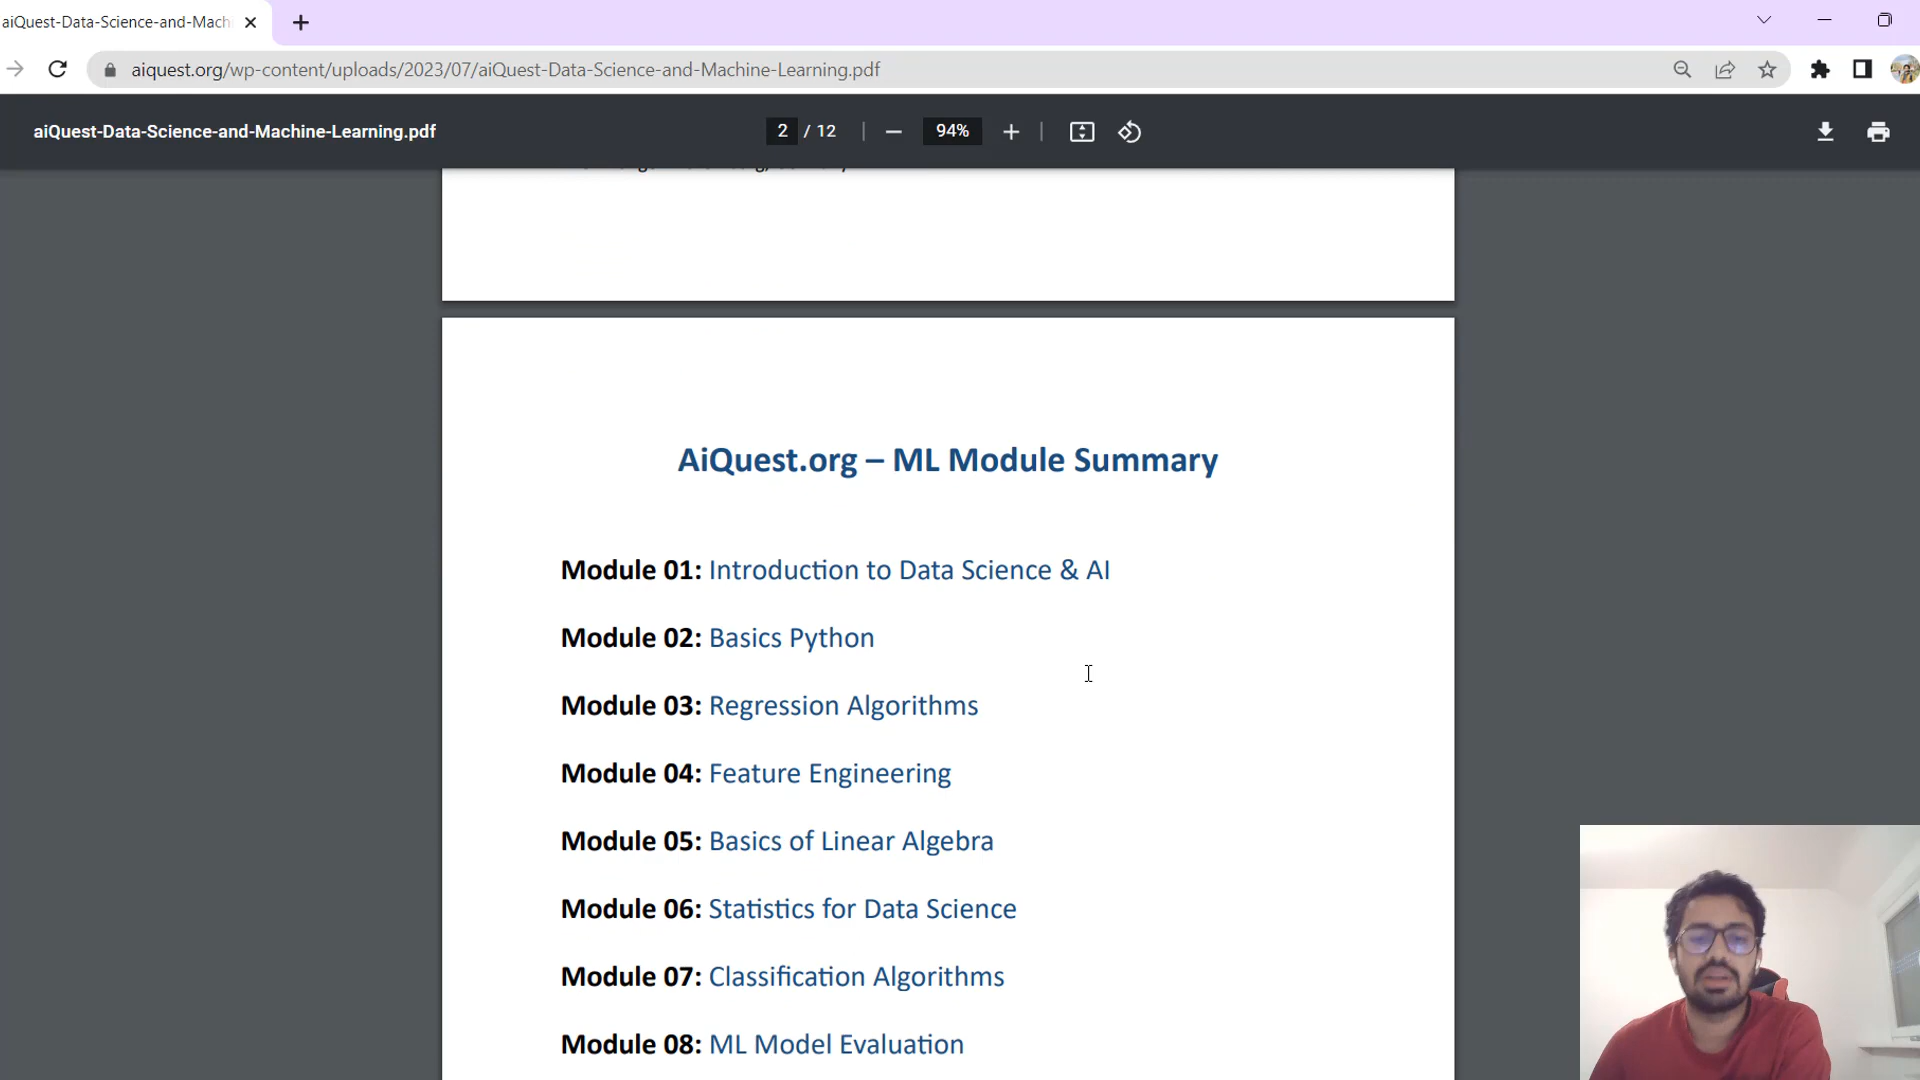 aiQuest-Data-Science-and-Mach
aiquest.org/wp-content/uploads/2023/07/aiQuest-Data-Science-and-Machine-Learning.pdf
aiQuest-Data-Science-and-Machine-Learning.pdf
2 / 12
94%
AiQuest.org – ML Module Summary
Module 01: Introduction to Data Science & AI
Module 02: Basics Python
Module 03: Regression Algorithms
Module 04: Feature Engineering
Module 05: Basics of Linear Algebra
Module 06: Statistics for Data Science
Module 07: Classification Algorithms
Module 08: ML Model Evaluation